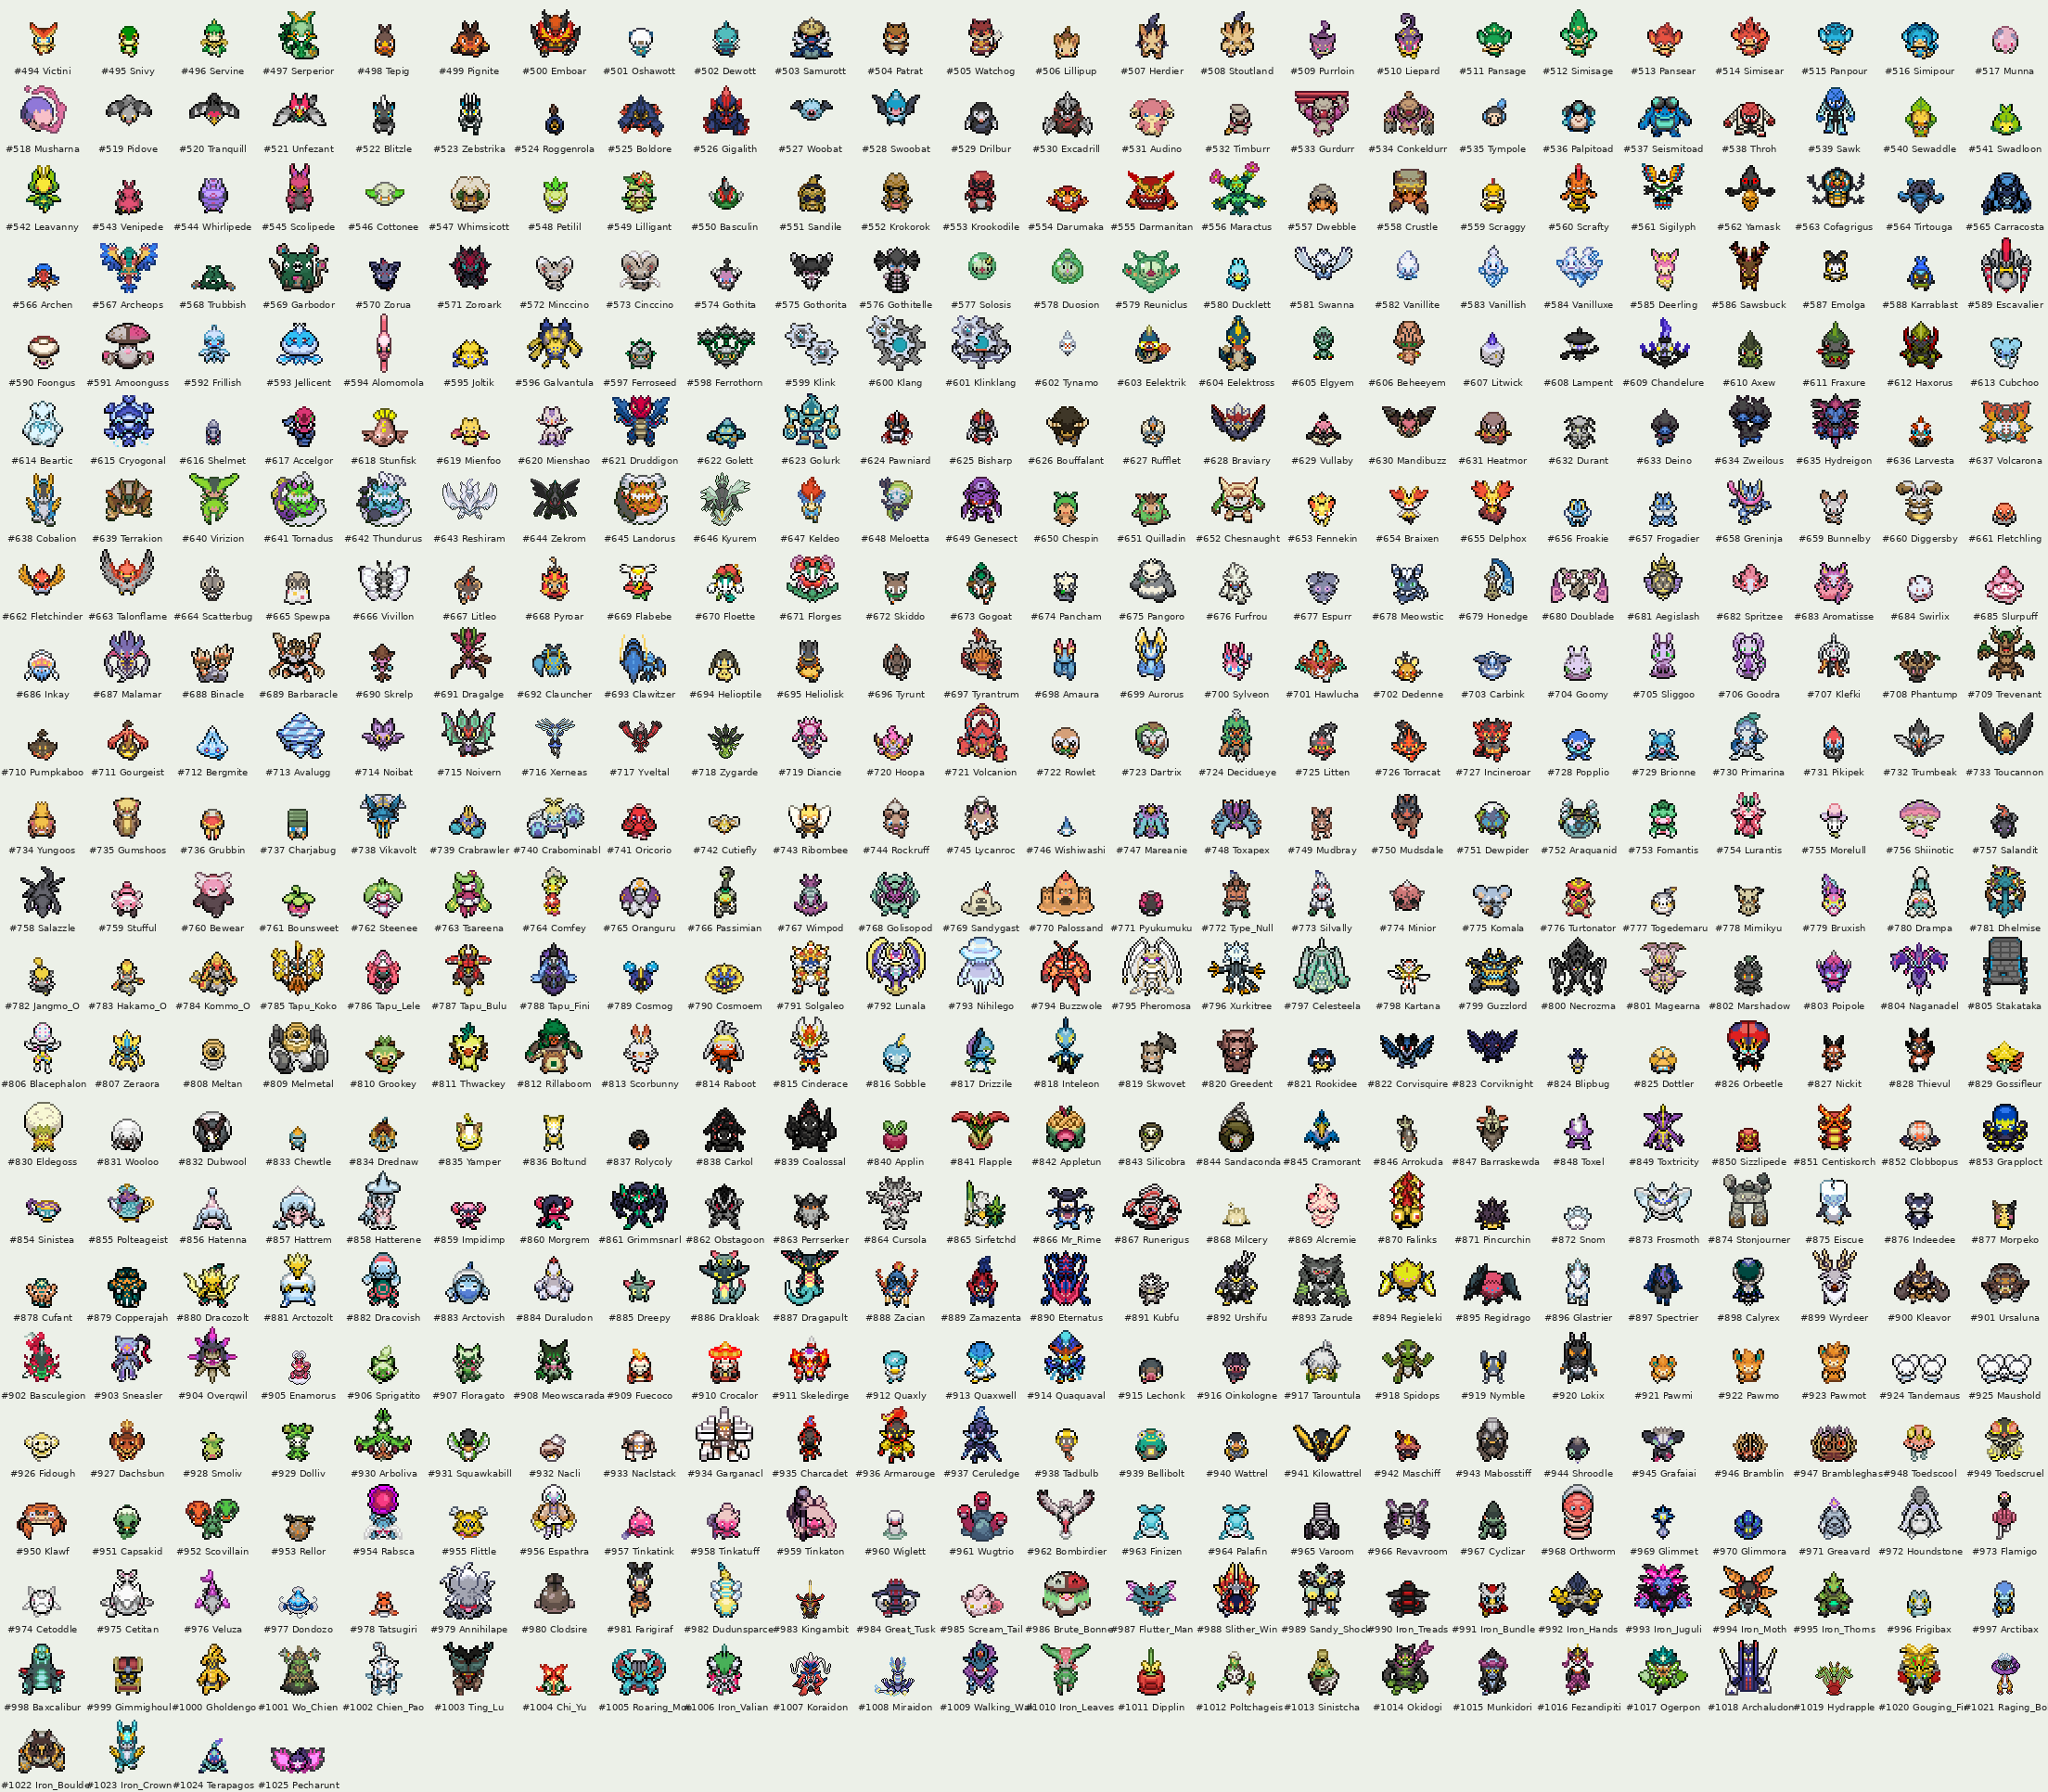 #494 Victini #495 Snivy #496 Servine #497 Serperior #498 Tepig #499 Pignite #500 Emboar #501 Oshawott #502 Dewott #503 Samurott #504 Patrat #505 Watchog #506 Lillipup #507 Herdier #508 Stoutland #509 Purrloin #510 Liepard #511 Pansage #512 Simisage #513 Pansear #514 Simisear #515 Panpour #516 Simipour #517 Munna
#518 Musharna #519 Pidove #520 Tranquill #521 Unfezant #522 Blitzle #523 Zebstrika #524 Roggenrola #525 Boldore #526 Gigalith #527 Woobat #528 Swoobat #529 Drilbur #530 Excadrill #531 Audino #532 Timburr #533 Gurdurr #534 Conkeldurr #535 Tympole #536 Palpitoad #537 Seismitoad #538 Throh #539 Sawk #540 Sewaddle #541 Swadloon
#542 Leavanny #543 Venipede #544 Whirlipede #545 Scolipede #546 Cottonee #547 Whimsicott #548 Petilil #549 Lilligant #550 Basculin #551 Sandile #552 Krokorok #553 Krookodile #554 Darumaka #555 Darmanitan #556 Maractus #557 Dwebble #558 Crustle #559 Scraggy #560 Scrafty #561 Sigilyph #562 Yamask #563 Cofagrigus #564 Tirtouga #565 Carracosta
#566 Archen #567 Archeops #568 Trubbish #569 Garbodor #570 Zorua #571 Zoroark #572 Minccino #573 Cinccino #574 Gothita #575 Gothorita #576 Gothitelle #577 Solosis #578 Duosion #579 Reuniclus #580 Ducklett #581 Swanna #582 Vanillite #583 Vanillish #584 Vanilluxe #585 Deerling #586 Sawsbuck #587 Emolga #588 Karrablast #589 Escavalier
#590 Foongus #591 Amoonguss #592 Frillish #593 Jellicent #594 Alomomola #595 Joltik #596 Galvantula #597 Ferroseed #598 Ferrothorn #599 Klink #600 Klang #601 Klinklang #602 Tynamo #603 Eelektrik #604 Eelektross #605 Elgyem #606 Beheeyem #607 Litwick #608 Lampent #609 Chandelure #610 Axew #611 Fraxure #612 Haxorus #613 Cubchoo
#614 Beartic #615 Cryogonal #616 Shelmet #617 Accelgor #618 Stunfisk #619 Mienfoo #620 Mienshao #621 Druddigon #622 Golett #623 Golurk #624 Pawniard #625 Bisharp #626 Bouffalant #627 Rufflet #628 Braviary #629 Vullaby #630 Mandibuzz #631 Heatmor #632 Durant #633 Deino #634 Zweilous #635 Hydreigon #636 Larvesta #637 Volcarona
#638 Cobalion #639 Terrakion #640 Virizion #641 Tornadus #642 Thundurus #643 Reshiram #644 Zekrom #645 Landorus #646 Kyurem #647 Keldeo #648 Meloetta #649 Genesect #650 Chespin #651 Quilladin #652 Chesnaught #653 Fennekin #654 Braixen #655 Delphox #656 Froakie #657 Frogadier #658 Greninja #659 Bunnelby #660 Diggersby #661 Fletchling
#662 Fletchinder #663 Talonflame #664 Scatterbug #665 Spewpa #666 Vivillon #667 Litleo #668 Pyroar #669 Flabebe #670 Floette #671 Florges #672 Skiddo #673 Gogoat #674 Pancham #675 Pangoro #676 Furfrou #677 Espurr #678 Meowstic #679 Honedge #680 Doublade #681 Aegislash #682 Spritzee #683 Aromatisse #684 Swirlix #685 Slurpuff
#686 Inkay #687 Malamar #688 Binacle #689 Barbaracle #690 Skrelp #691 Dragalge #692 Clauncher #693 Clawitzer #694 Helioptile #695 Heliolisk #696 Tyrunt #697 Tyrantrum #698 Amaura #699 Aurorus #700 Sylveon #701 Hawlucha #702 Dedenne #703 Carbink #704 Goomy #705 Sliggoo #706 Goodra #707 Klefki #708 Phantump #709 Trevenant
#710 Pumpkaboo #711 Gourgeist #712 Bergmite #713 Avalugg #714 Noibat #715 Noivern #716 Xerneas #717 Yveltal #718 Zygarde #719 Diancie #720 Hoopa #721 Volcanion #722 Rowlet #723 Dartrix #724 Decidueye #725 Litten #726 Torracat #727 Incineroar #728 Popplio #729 Brionne #730 Primarina #731 Pikipek #732 Trumbeak #733 Toucannon
#734 Yungoos #735 Gumshoos #736 Grubbin #737 Charjabug #738 Vikavolt #739 Crabrawler #740 Crabominabl #741 Oricorio #742 Cutiefly #743 Ribombee #744 Rockruff #745 Lycanroc #746 Wishiwashi #747 Mareanie #748 Toxapex #749 Mudbray #750 Mudsdale #751 Dewpider #752 Araquanid #753 Fomantis #754 Lurantis #755 Morelull #756 Shiinotic #757 Salandit
#758 Salazzle #759 Stufful #760 Bewear #761 Bounsweet #762 Steenee #763 Tsareena #764 Comfey #765 Oranguru #766 Passimian #767 Wimpod #768 Golisopod #769 Sandygast #770 Palossand #771 Pyukumuku #772 Type_Null #773 Silvally #774 Minior #775 Komala #776 Turtonator #777 Togedemaru #778 Mimikyu #779 Bruxish #780 Drampa #781 Dhelmise
#782 Jangmo_O #783 Hakamo_O #784 Kommo_O #785 Tapu_Koko #786 Tapu_Lele #787 Tapu_Bulu #788 Tapu_Fini #789 Cosmog #790 Cosmoem #791 Solgaleo #792 Lunala #793 Nihilego #794 Buzzwole #795 Pheromosa #796 Xurkitree #797 Celesteela #798 Kartana #799 Guzzlord #800 Necrozma #801 Magearna #802 Marshadow #803 Poipole #804 Naganadel #805 Stakataka
#806 Blacephalon #807 Zeraora #808 Meltan #809 Melmetal #810 Grookey #811 Thwackey #812 Rillaboom #813 Scorbunny #814 Raboot #815 Cinderace #816 Sobble #817 Drizzile #818 Inteleon #819 Skwovet #820 Greedent #821 Rookidee #822 Corvisquire #823 Corviknight #824 Blipbug #825 Dottler #826 Orbeetle #827 Nickit #828 Thievul #829 Gossifleur
#830 Eldegoss #831 Wooloo #832 Dubwool #833 Chewtle #834 Drednaw #835 Yamper #836 Boltund #837 Rolycoly #838 Carkol #839 Coalossal #840 Applin #841 Flapple #842 Appletun #843 Silicobra #844 Sandaconda #845 Cramorant #846 Arrokuda #847 Barraskewda #848 Toxel #849 Toxtricity #850 Sizzlipede #851 Centiskorch #852 Clobbopus #853 Grapploct
#854 Sinistea #855 Polteageist #856 Hatenna #857 Hattrem #858 Hatterene #859 Impidimp #860 Morgrem #861 Grimmsnarl #862 Obstagoon #863 Perrserker #864 Cursola #865 Sirfetchd #866 Mr_Rime #867 Runerigus #868 Milcery #869 Alcremie #870 Falinks #871 Pincurchin #872 Snom #873 Frosmoth #874 Stonjourner #875 Eiscue #876 Indeedee #877 Morpeko
#878 Cufant #879 Copperajah #880 Dracozolt #881 Arctozolt #882 Dracovish #883 Arctovish #884 Duraludon #885 Dreepy #886 Drakloak #887 Dragapult #888 Zacian #889 Zamazenta #890 Eternatus #891 Kubfu #892 Urshifu #893 Zarude #894 Regieleki #895 Regidrago #896 Glastrier #897 Spectrier #898 Calyrex #899 Wyrdeer #900 Kleavor #901 Ursaluna
#902 Basculegion #903 Sneasler #904 Overqwil #905 Enamorus #906 Sprigatito #907 Floragato #908 Meowscarada #909 Fuecoco #910 Crocalor #911 Skeledirge #912 Quaxly #913 Quaxwell #914 Quaquaval #915 Lechonk #916 Oinkologne #917 Tarountula #918 Spidops #919 Nymble #920 Lokix #921 Pawmi #922 Pawmo #923 Pawmot #924 Tandemaus #925 Maushold
#926 Fidough #927 Dachsbun #928 Smoliv #929 Dolliv #930 Arboliva #931 Squawkabill #932 Nacli #933 Naclstack #934 Garganacl #935 Charcadet #936 Armarouge #937 Ceruledge #938 Tadbulb #939 Bellibolt #940 Wattrel #941 Kilowattrel #942 Maschiff #943 Mabosstiff #944 Shroodle #945 Grafaiai #946 Bramblin #947 Brambleghas #948 Toedscool #949 Toedscruel
#950 Klawf #951 Capsakid #952 Scovillain #953 Rellor #954 Rabsca #955 Flittle #956 Espathra #957 Tinkatink #958 Tinkatuff #959 Tinkaton #960 Wiglett #961 Wugtrio #962 Bombirdier #963 Finizen #964 Palafin #965 Varoom #966 Revavroom #967 Cyclizar #968 Orthworm #969 Glimmet #970 Glimmora #971 Greavard #972 Houndstone #973 Flamigo
#974 Cetoddle #975 Cetitan #976 Veluza #977 Dondozo #978 Tatsugiri #979 Annihilape #980 Clodsire #981 Farigiraf #982 Dudunsparce #983 Kingambit #984 Great_Tusk #985 Scream_Tail #986 Brute_Bonne #987 Flutter_Man #988 Slither_Win #989 Sandy_Shock #990 Iron_Treads #991 Iron_Bundle #992 Iron_Hands #993 Iron_Juguli #994 Iron_Moth #995 Iron_Thorns #996 Frigibax #997 Arctibax
#998 Baxcalibur #999 Gimmighoul #1000 Gholdengo #1001 Wo_Chien #1002 Chien_Pao #1003 Ting_Lu #1004 Chi_Yu #1005 Roaring_Moo #1006 Iron_Valian #1007 Koraidon #1008 Miraidon #1009 Walking_Wak #1010 Iron_Leaves #1011 Dipplin #1012 Poltchageis #1013 Sinistcha #1014 Okidogi #1015 Munkidori #1016 Fezandipiti #1017 Ogerpon #1018 Archaludon #1019 Hydrapple #1020 Gouging_Fi #1021 Raging_Bo
#1022 Iron_Boulde #1023 Iron_Crown #1024 Terapagos #1025 Pecharunt